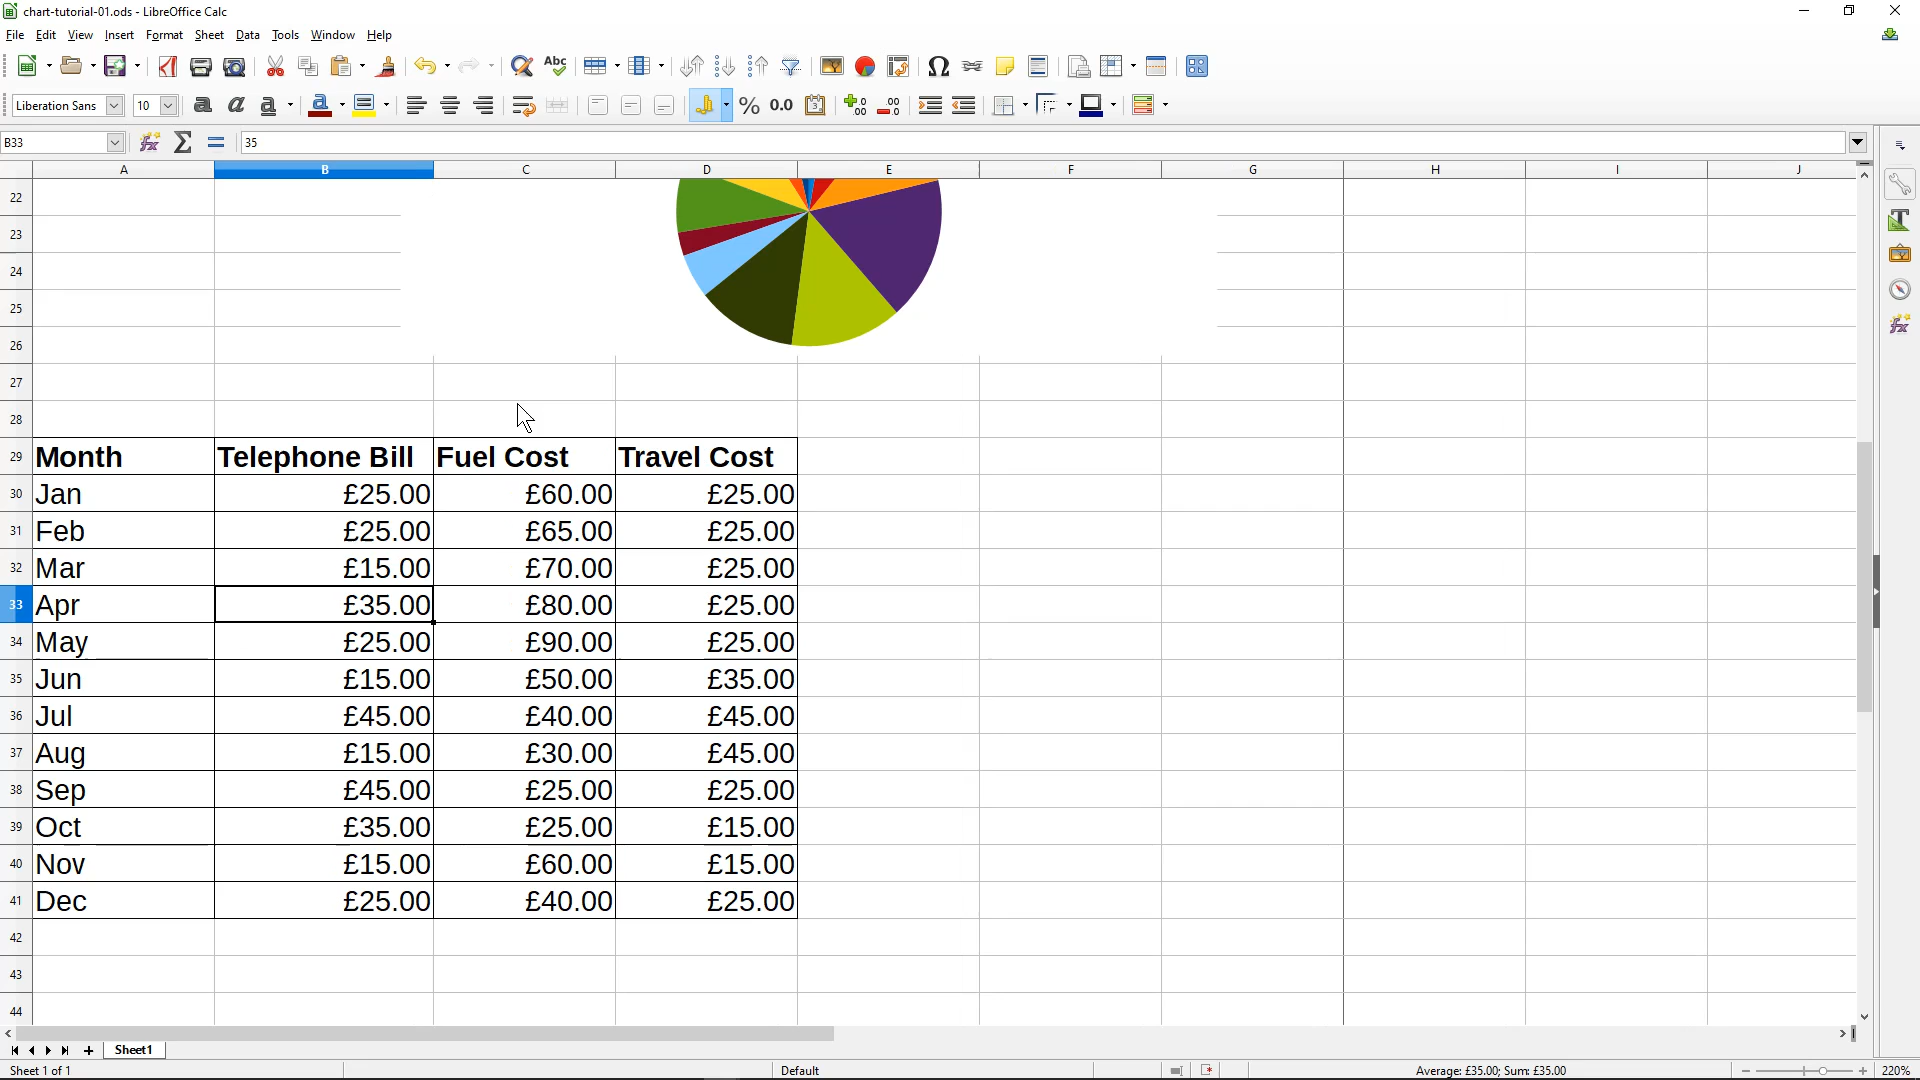 chart-tutorial-01.ods - LibreOffice Calc
File Edit View Insert Format Sheet Data Tools Window Help
Abc
Liberation Sans 10 a a a a % 0.0
B33 fx Σ = 35
A B C D E F G H I J
22
23
24
25
26
27
28
29 Month Telephone Bill Fuel Cost Travel Cost
30 Jan £25.00 £60.00 £25.00
31 Feb £25.00 £65.00 £25.00
32 Mar £15.00 £70.00 £25.00
33 Apr £35.00 £80.00 £25.00
34 May £25.00 £90.00 £25.00
35 Jun £15.00 £50.00 £35.00
36 Jul £45.00 £40.00 £45.00
37 Aug £15.00 £30.00 £45.00
38 Sep £45.00 £25.00 £25.00
39 Oct £35.00 £25.00 £15.00
40 Nov £15.00 £60.00 £15.00
41 Dec £25.00 £40.00 £25.00
42
43
44
Sheet1
Sheet 1 of 1 Default Average: £35.00; Sum: £35.00 220%